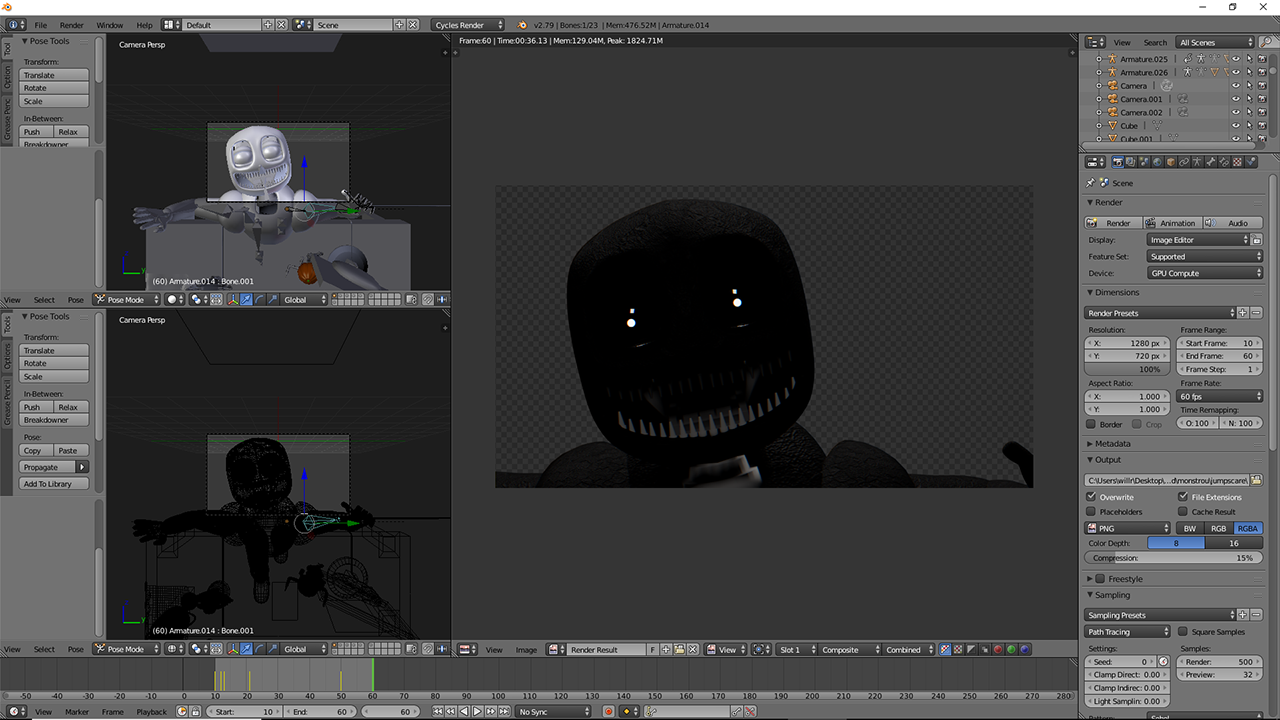 File Render Window Help Default Scene Cycles Render v2.79 | Bones:1/23 | Mem:476.52M | Armature.014
Pose Tools
Transform:
Translate
Rotate
Scale
In-Between:
Push Relax
Breakdowner
Tool
Option
Grease Penc
Camera Persp
(60) Armature.014 : Bone.001
View Select Pose Pose Mode Global
Pose Tools
Transform:
Translate
Rotate
Scale
In-Between:
Push Relax
Breakdowner
Pose:
Copy Paste
Propagate
Add To Library
Tools
Options
Grease Pencil
Camera Persp
(60) Armature.014 : Bone.001
View Select Pose Pose Mode Global
Frame:60 | Time:00:36.13 | Mem:129.04M, Peak: 1824.71M
View Image Render Result F View Slot 1 Composite Combined
View Search All Scenes
Armature.025
Armature.026
Camera
Camera.001
Camera.002
Cube
Cube.001
Scene
Render
Render Animation Audio
Display: Image Editor
Feature Set: Supported
Device: GPU Compute
Dimensions
Render Presets
Resolution: Frame Range:
X: 1280 px Start Frame: 10
Y: 720 px End Frame: 60
100% Frame Step: 1
Aspect Ratio: Frame Rate:
X: 1.000 60 fps
Y: 1.000 Time Remapping:
Border Crop O: 100 N: 100
Metadata
Output
C:\Users\willr\Desktop\...d\monstrou\jumpscare\
Overwrite File Extensions
Placeholders Cache Result
PNG BW RGB RGBA
Color Depth: 8 16
Compression: 15%
Freestyle
Sampling
Sampling Presets
Path Tracing Square Samples
Settings: Samples:
Seed: 0 Render: 500
Clamp Direct: 0.00 Preview: 32
Clamp Indirec: 0.00
Light Samplin: 0.00
-50 -40 -30 -20 -10 0 10 20 30 40 50 60 70 80 90 100 110 120 130 140 150 160 170 180 190 200 210 220 230 240 250 260 270 280
View Marker Frame Playback Start: 10 End: 60 60 No Sync